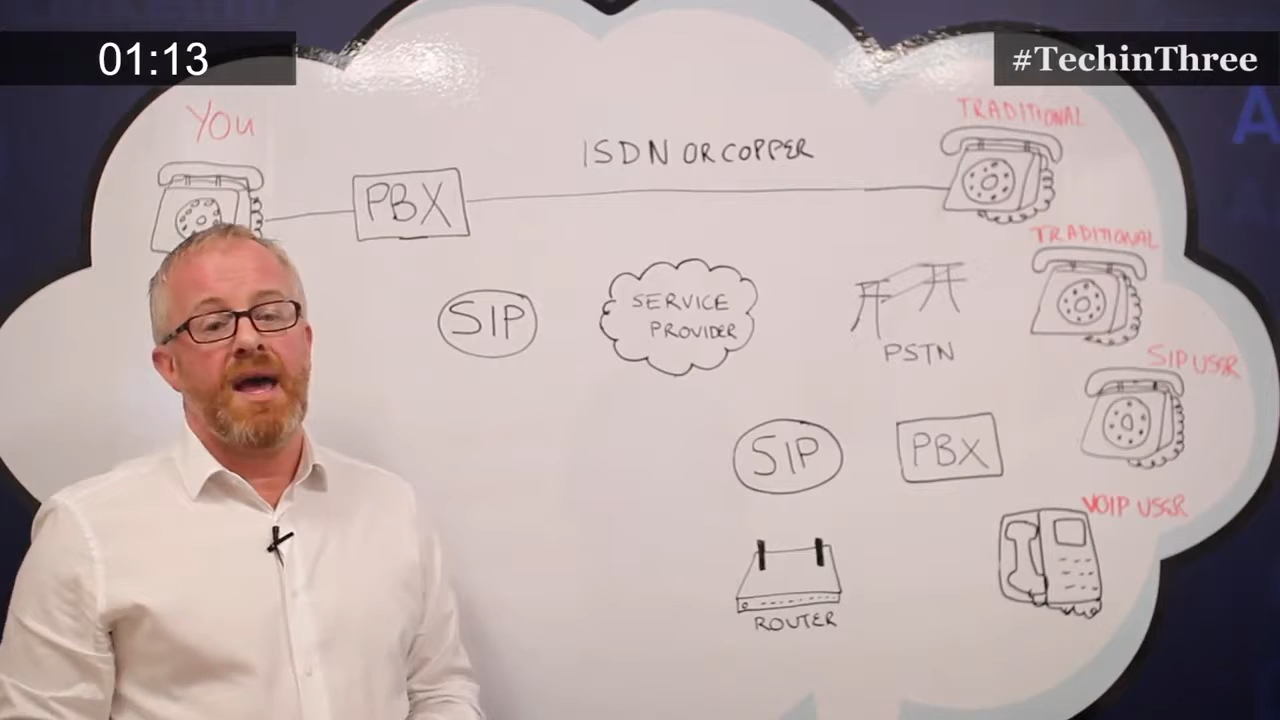 01:13
#TechinThree
YOU
TRADITIONAL
ISDN OR COPPER
PBX
TRADITIONAL
SIP
SERVICE
PROVIDER
PSTN
SIP USER
SIP
PBX
VOIP USER
ROUTER